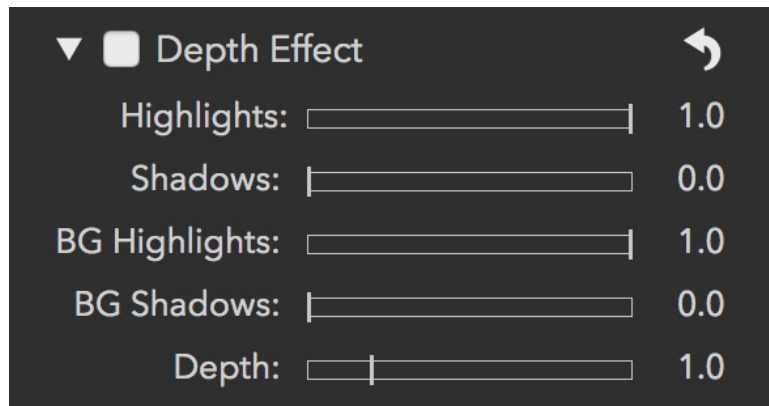 Depth Effect
Highlights: 1.0
Shadows: 0.0
BG Highlights: 1.0
BG Shadows: 0.0
Depth: 1.0